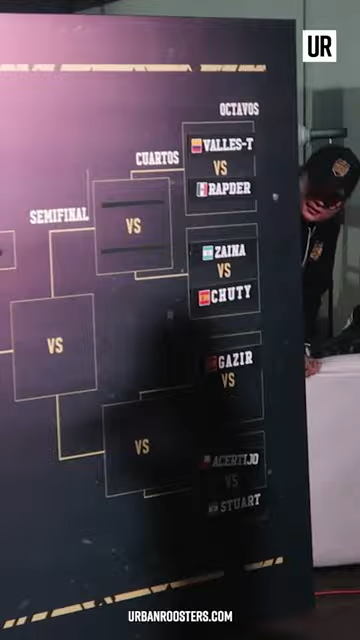 UR
OCTAVOS
VALLES-T
VS
RAPDER
CUARTOS
VS
SEMIFINAL
ZAINA
VS
CHUTY
VS
GAZIR
VS
VS
ACERTIJO
VS
STUART
URBANROOSTERS.COM